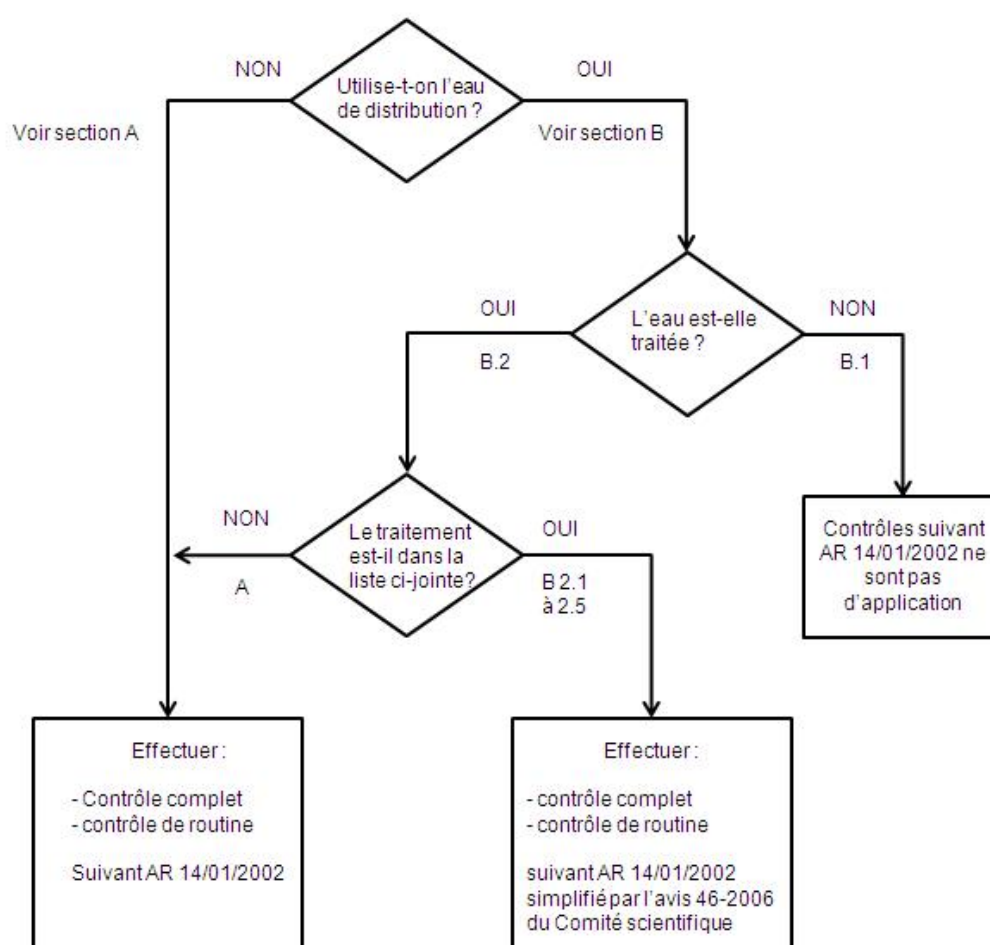 NON
Utilise-t-on l'eau
de distribution ?
OUI
Voir section A
Voir section B
OUI
L'eau est-elle
traitée ?
NON
B.2
B.1
NON
Le traitement
est-il dans la
liste ci-jointe?
OUI
A
B 2.1
à 2.5
Contrôles suivant
AR 14/01/2002 ne
sont pas
d'application
Effectuer :
- Contrôle complet
- contrôle de routine
Suivant AR 14/01/2002
Effectuer :
- contrôle complet
- contrôle de routine
suivant AR 14/01/2002
simplifié par l'avis 46-2006
du Comité scientifique